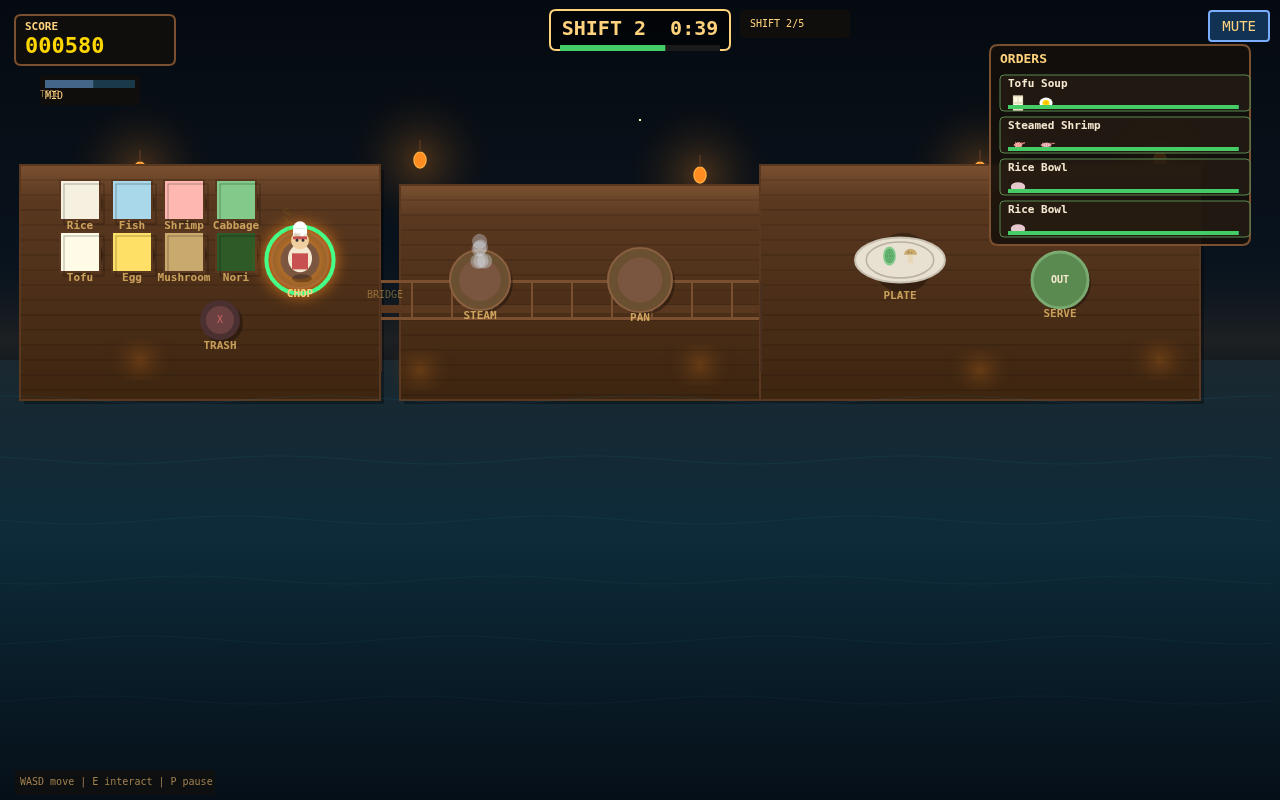 SCORE
000580
SHIFT 2 0:39
SHIFT 2/5
MUTE
MID
ORDERS
Tofu Soup
Steamed Shrimp
Rice Bowl
Rice Bowl
Rice Fish Shrimp Cabbage
Tofu Egg Mushroom Nori
CHOP
X
TRASH
BRIDGE
STEAM
PAN
PLATE
OUT
SERVE
WASD move | E interact | P pause